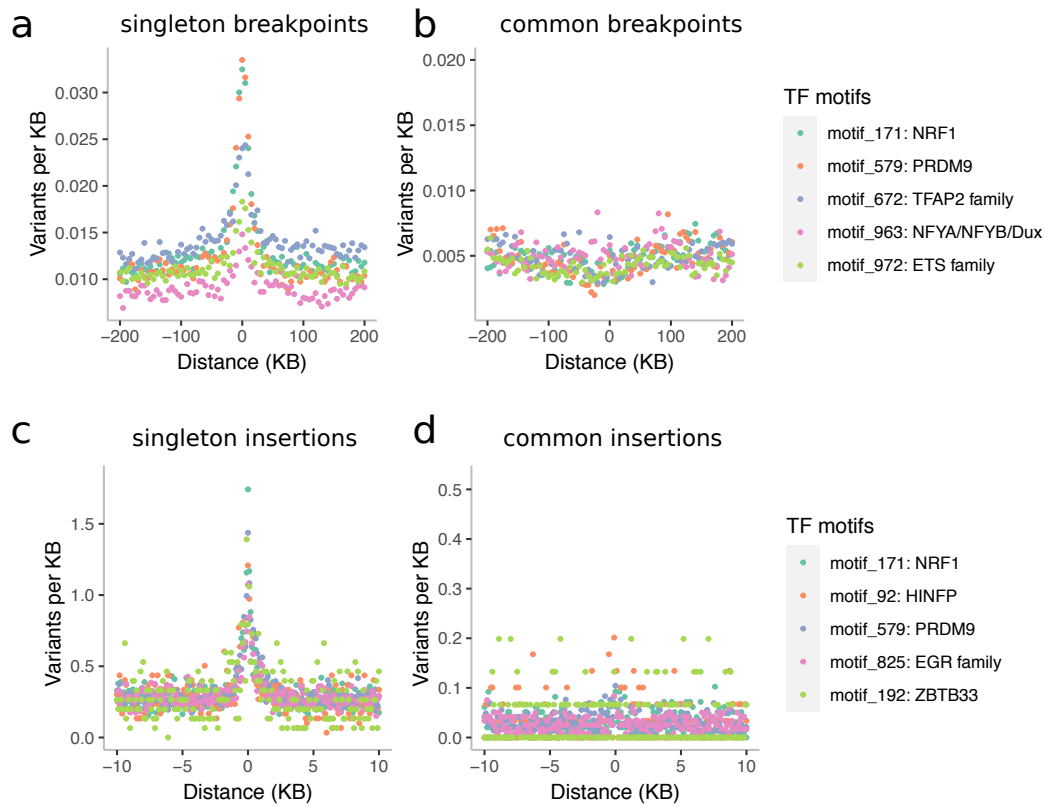 a
singleton breakpoints
Variants per KB
0.030
0.025
0.020
0.015
0.010
−200
−100
0
100
200
Distance (KB)
b
common breakpoints
Variants per KB
0.020
0.015
0.010
0.005
−200
−100
0
100
200
Distance (KB)
TF motifs
motif_171: NRF1
motif_579: PRDM9
motif_672: TFAP2 family
motif_963: NFYA/NFYB/Dux
motif_972: ETS family
c
singleton insertions
Variants per KB
1.5
1.0
0.5
0.0
−10
−5
0
5
10
Distance (KB)
d
common insertions
Variants per KB
0.5
0.4
0.3
0.2
0.1
0.0
−10
−5
0
5
10
Distance (KB)
TF motifs
motif_171: NRF1
motif_92: HINFP
motif_579: PRDM9
motif_825: EGR family
motif_192: ZBTB33